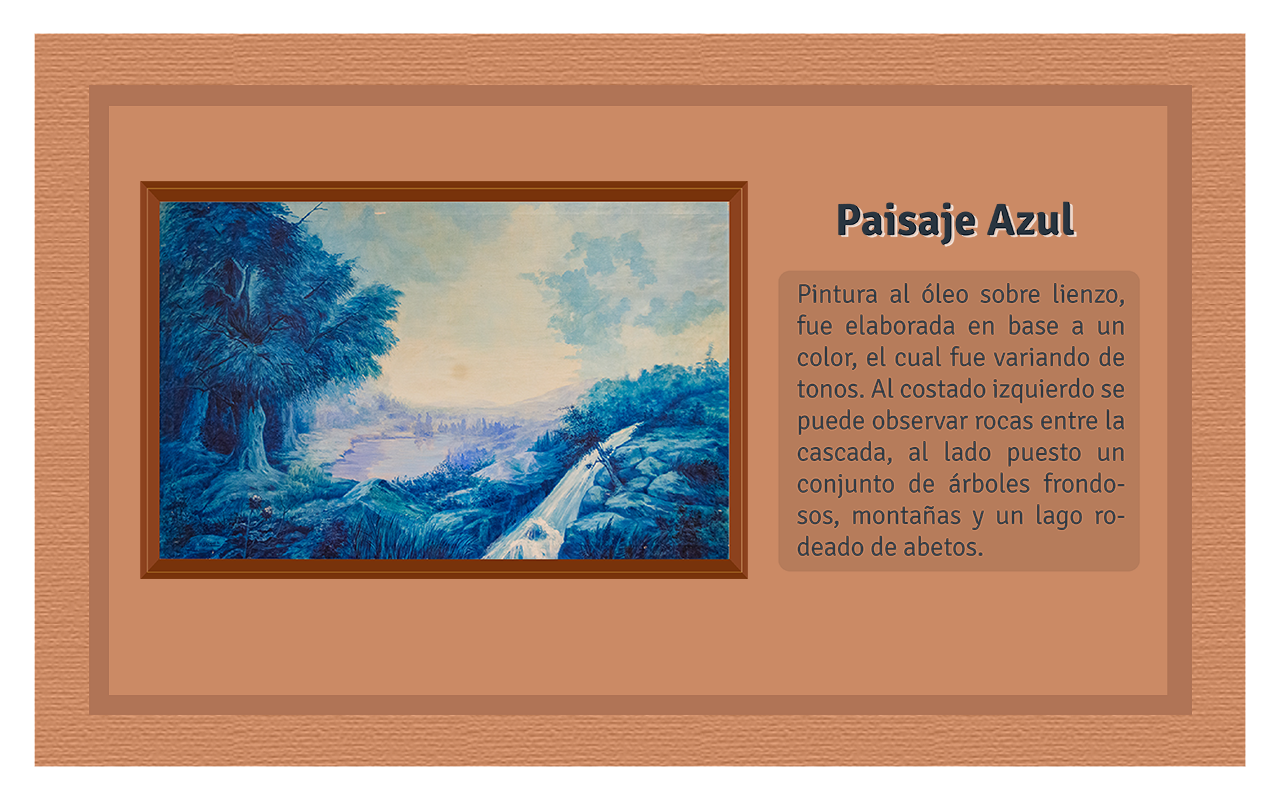 Paisaje Azul
Pintura al óleo sobre lienzo,
fue elaborada en base a un
color, el cual fue variando de
tonos. Al costado izquierdo se
puede observar rocas entre la
cascada, al lado puesto un
conjunto de árboles frondo-
sos, montañas y un lago ro-
deado de abetos.